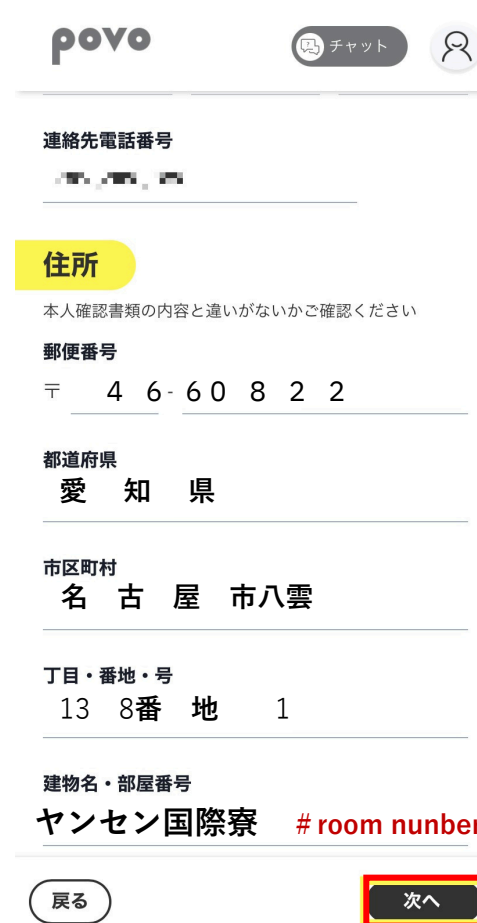 povo
チャット
連絡先電話番号
住所
本人確認書類の内容と違いがないかご確認ください
郵便番号
〒 4 6-6 0 8 2 2
都道府県
愛 知 県
市区町村
名 古 屋 市八雲
丁目・番地・号
13 8番 地 1
建物名・部屋番号
ヤンセン国際寮 # room nunber
戻る
次へ